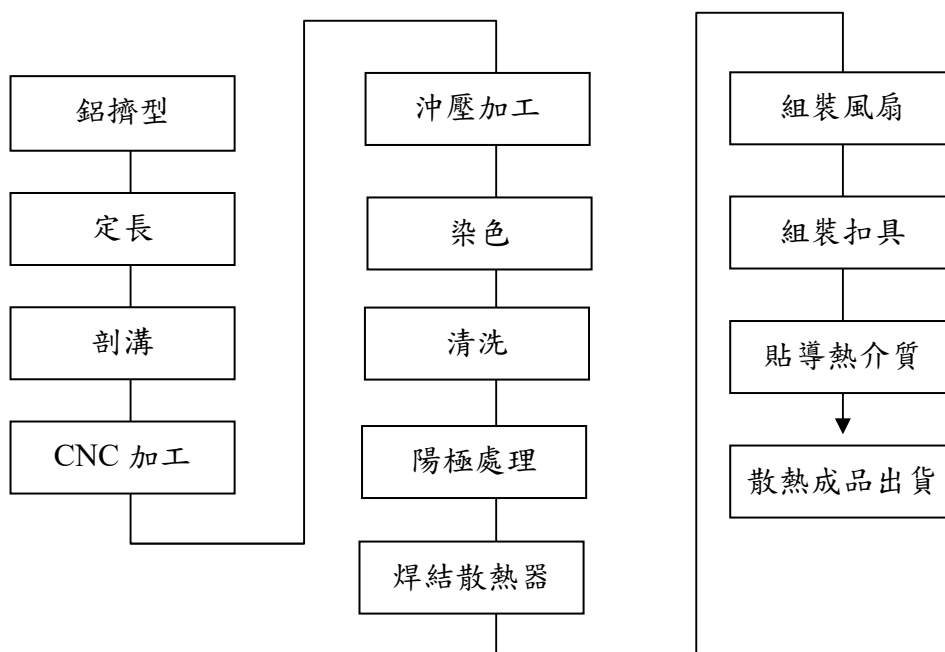 鋁擠型
定長
剖溝
CNC 加工
沖壓加工
染色
清洗
陽極處理
焊結散熱器
組裝風扇
組裝扣具
貼導熱介質
散熱成品出貨